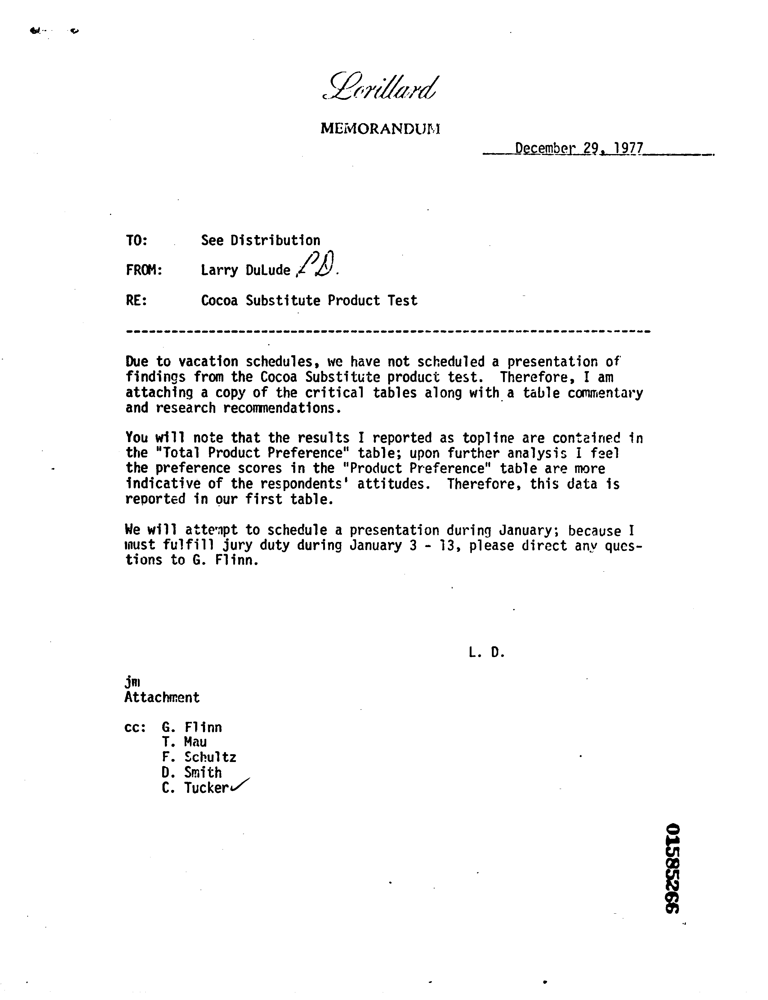 Lorillard
MEMORANDUM
December 29, 1977
TO: See Distribution
FROM: Larry DuLude LD.
RE: Cocoa Substitute Product Test
Due to vacation schedules, we have not scheduled a presentation of
findings from the Cocoa Substitute product test. Therefore, I am
attaching a copy of the critical tables along with a table commentary
and research recommendations.
You will note that the results I reported as topline are contained in
the "Total Product Preference" table; upon further analysis I feel
the preference scores in the "Product Preference" table are more
indicative of the respondents' attitudes. Therefore, this data is
reported in our first table.
We will attempt to schedule a presentation during January; because I
must fulfill jury duty during January 3 - 13, please direct any ques-
tions to G. Flinn.
L. D.
jm
Attachment
cc: G. Flinn
T. Mau
F. Schultz
D. Smith
C. Tucker✓
01585266